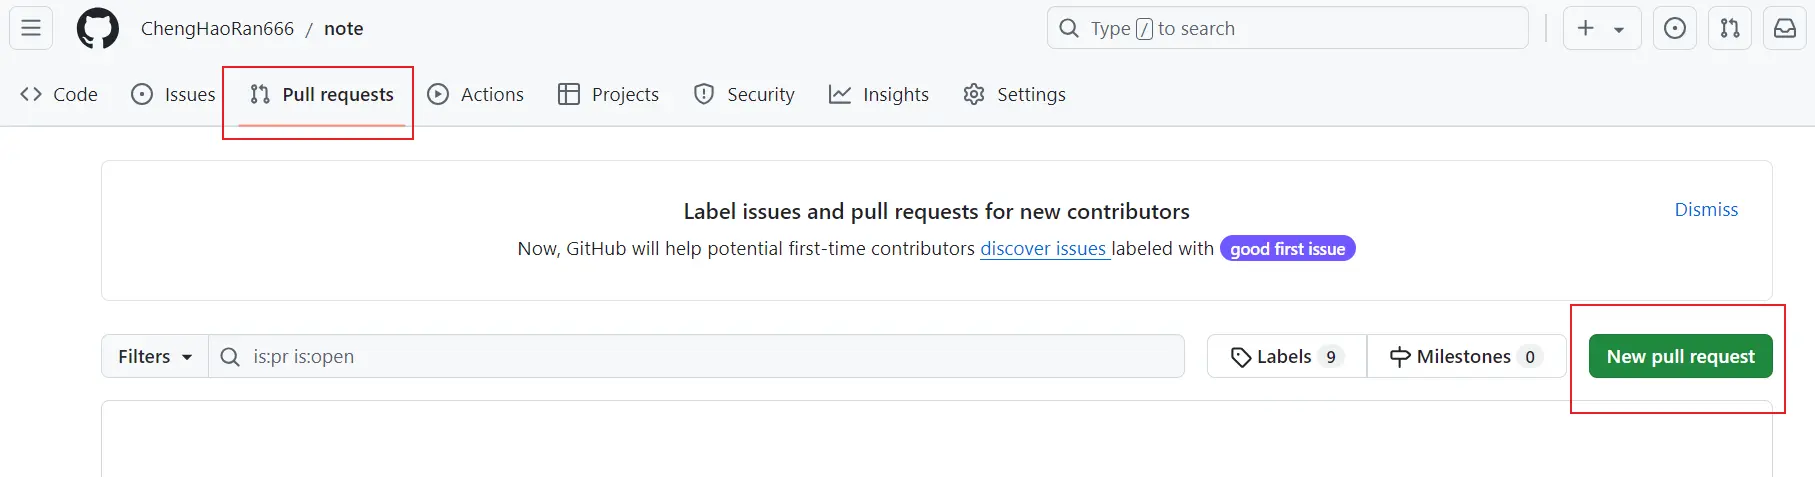 ChengHaoRan666 / note
Type / to search
Code Issues Pull requests Actions Projects Security Insights Settings
Label issues and pull requests for new contributors
Dismiss
Now, GitHub will help potential first-time contributors discover issues labeled with good first issue
Filters is:pr is:open Labels 9 Milestones 0 New pull request